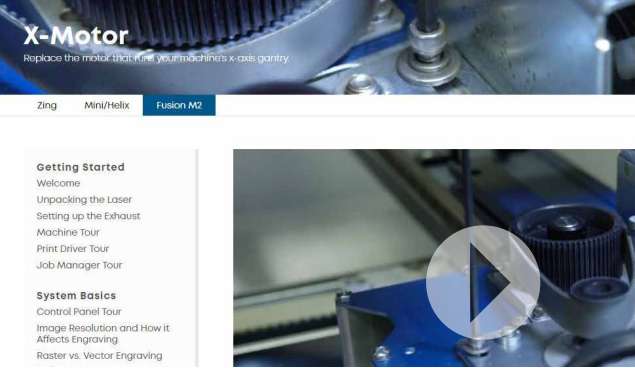 X-Motor
Replace the motor that runs your machine's x-axis gantry.
Zing
Mini/Helix
Fusion M2
Getting Started
Welcome
Unpacking the Laser
Setting up the Exhaust
Machine Tour
Print Driver Tour
Job Manager Tour
System Basics
Control Panel Tour
Image Resolution and How it
Affects Engraving
Raster vs. Vector Engraving